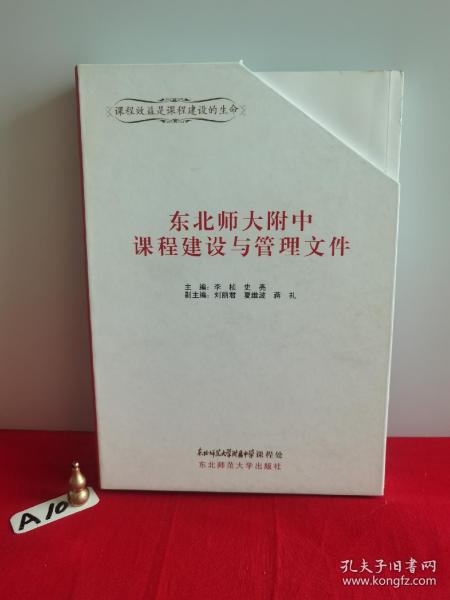 课程效益是课程建设的生命
东北师大附中
课程建设与管理文件
主 编：李 桢 史 亮
副主编：刘丽君 夏继波 蒋 礼
东北师范大学附属中学 课程处
东北师范大学出版社
A10
孔夫子旧书网
www.kongfz.com